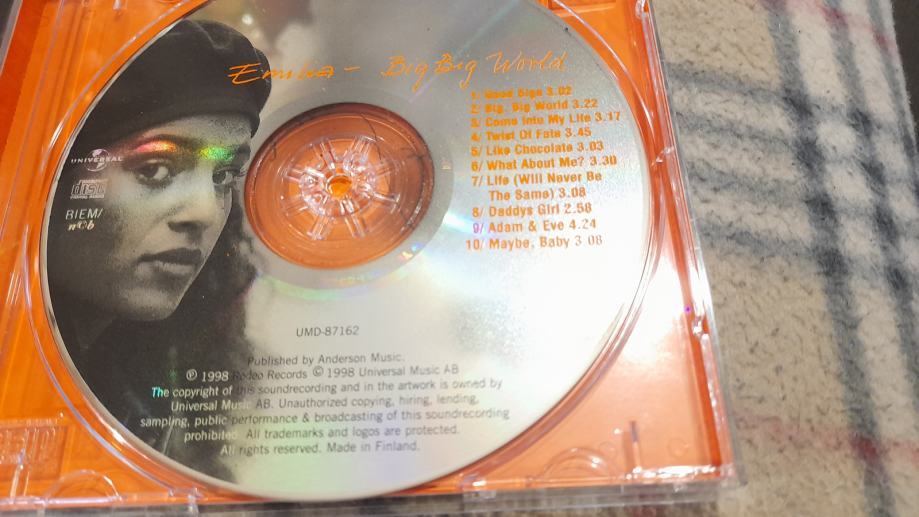 Emilia – Big Big World
1/ Good Sign 3.02
2/ Big, Big World 3.22
3/ Come Into My Life 3.17
4/ Twist Of Fate 3.45
5/ Like Chocolate 3.03
6/ What About Me? 3.30
7/ Life (Will Never Be
The Same) 3.08
8/ Daddys Girl 2.58
9/ Adam & Eve 4.24
10/ Maybe, Baby 3 08
UNIVERSAL
disc
BIEM/
n©b
UMD-87162
Published by Anderson Music.
℗ 1998 Rodeo Records © 1998 Universal Music AB
The copyright of this soundrecording and in the artwork is owned by
Universal Music AB. Unauthorized copying, hiring, lending,
sampling, public performance & broadcasting of this soundrecording
prohibited. All trademarks and logos are protected.
All rights reserved. Made in Finland.